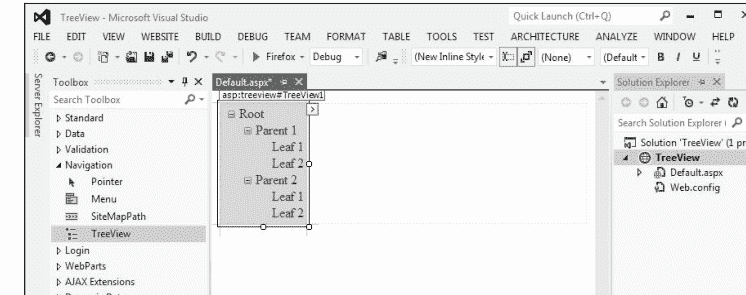 TreeView - Microsoft Visual Studio
Quick Launch (Ctrl+Q)
FILE EDIT VIEW WEBSITE BUILD DEBUG TEAM FORMAT TABLE TOOLS TEST ARCHITECTURE ANALYZE WINDOW HELP
Firefox Debug (New Inline Style (None) (Default B I U
Server Explorer
Toolbox
Search Toolbox
Standard
Data
Validation
Navigation
Pointer
Menu
SiteMapPath
TreeView
Login
WebParts
AJAX Extensions
Default.aspx*
asp:treeview#TreeView1
Root
Parent 1
Leaf 1
Leaf 2
Parent 2
Leaf 1
Leaf 2
Solution Explorer
Search Solution Explorer (
Solution 'TreeView' (1 pr
TreeView
Default.aspx
Web.config